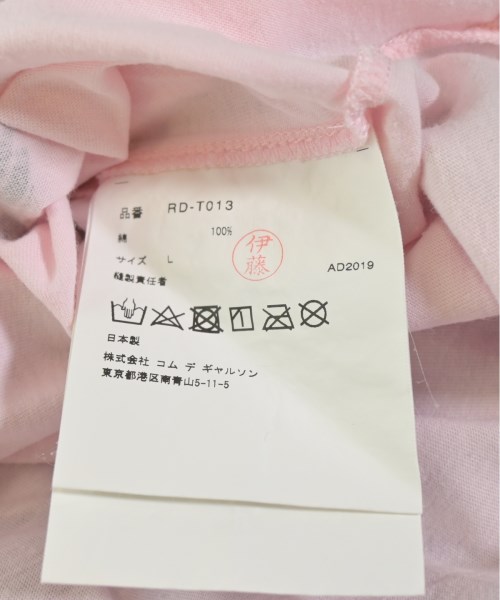 品番 RD-T013
綿 100%
サイズ L
伊藤
AD2019
縫製責任者
日本製
株式会社 コム デ ギャルソン
東京都港区南青山5-11-5